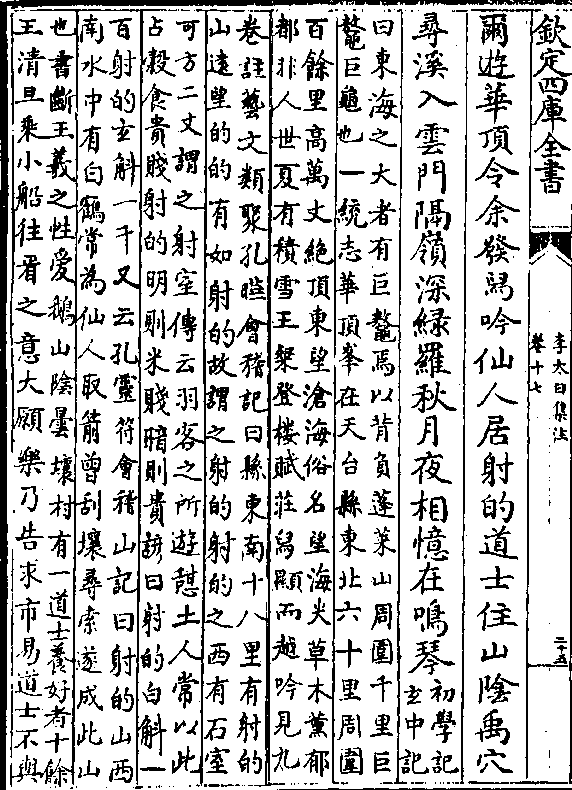 欽定四庫全書
李太白集注
卷十七
二十五
爾遊華頂令余發舄吟仙人居射的道士住山陰禹穴
尋溪入雲門隔嶺深綠蘿秋月夜相憶在鳴琴
初學記
玄中記
曰東海之大者有巨鰲焉以背負蓬萊山周圍千里巨
鰲巨龜也一統志華頂峯在天台縣東北六十里周圍
百餘里高萬丈絕頂東望滄海俗名望海尖草木薰郁
都非人世夏有積雪王粲登樓賦莊舄顯而越吟見九
卷註藝文類聚孔曄會稽記曰縣東南十八里有射的
山遠望的的有如射的故謂之射的射的之西有石室
可方二丈謂之射室傳云羽客之所遊憩土人常以此
占穀食貴賤射的明則米賤暗則貴諺曰射的白斛一
百射的玄斛一千又云孔靈符會稽山記曰射的山西
南水中有白鶴常為仙人取箭曾刮壤尋索遂成此山
也書斷王羲之性愛鵝山陰曇壤村有一道士養好者十餘
王清旦乘小船往看之意大願樂乃告求市易道士不與